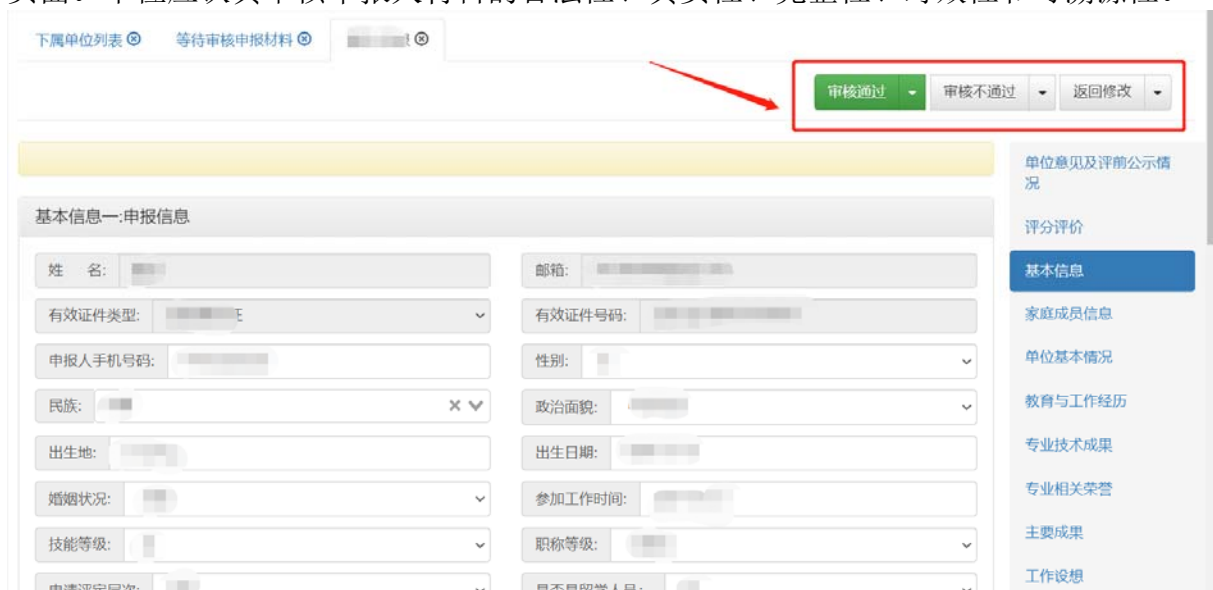 下属单位列表 等待审核申报材料
审核通过 审核不通过 返回修改
单位意见及评前公示情
况
基本信息一:申报信息
评分评价
姓 名: 邮箱: 基本信息
有效证件类型: 有效证件号码: 家庭成员信息
申报人手机号码: 性别: 单位基本情况
民族: 政治面貌: 教育与工作经历
出生地: 出生日期: 专业技术成果
婚姻状况: 参加工作时间: 专业相关荣誉
技能等级: 职称等级: 主要成果
工作设想